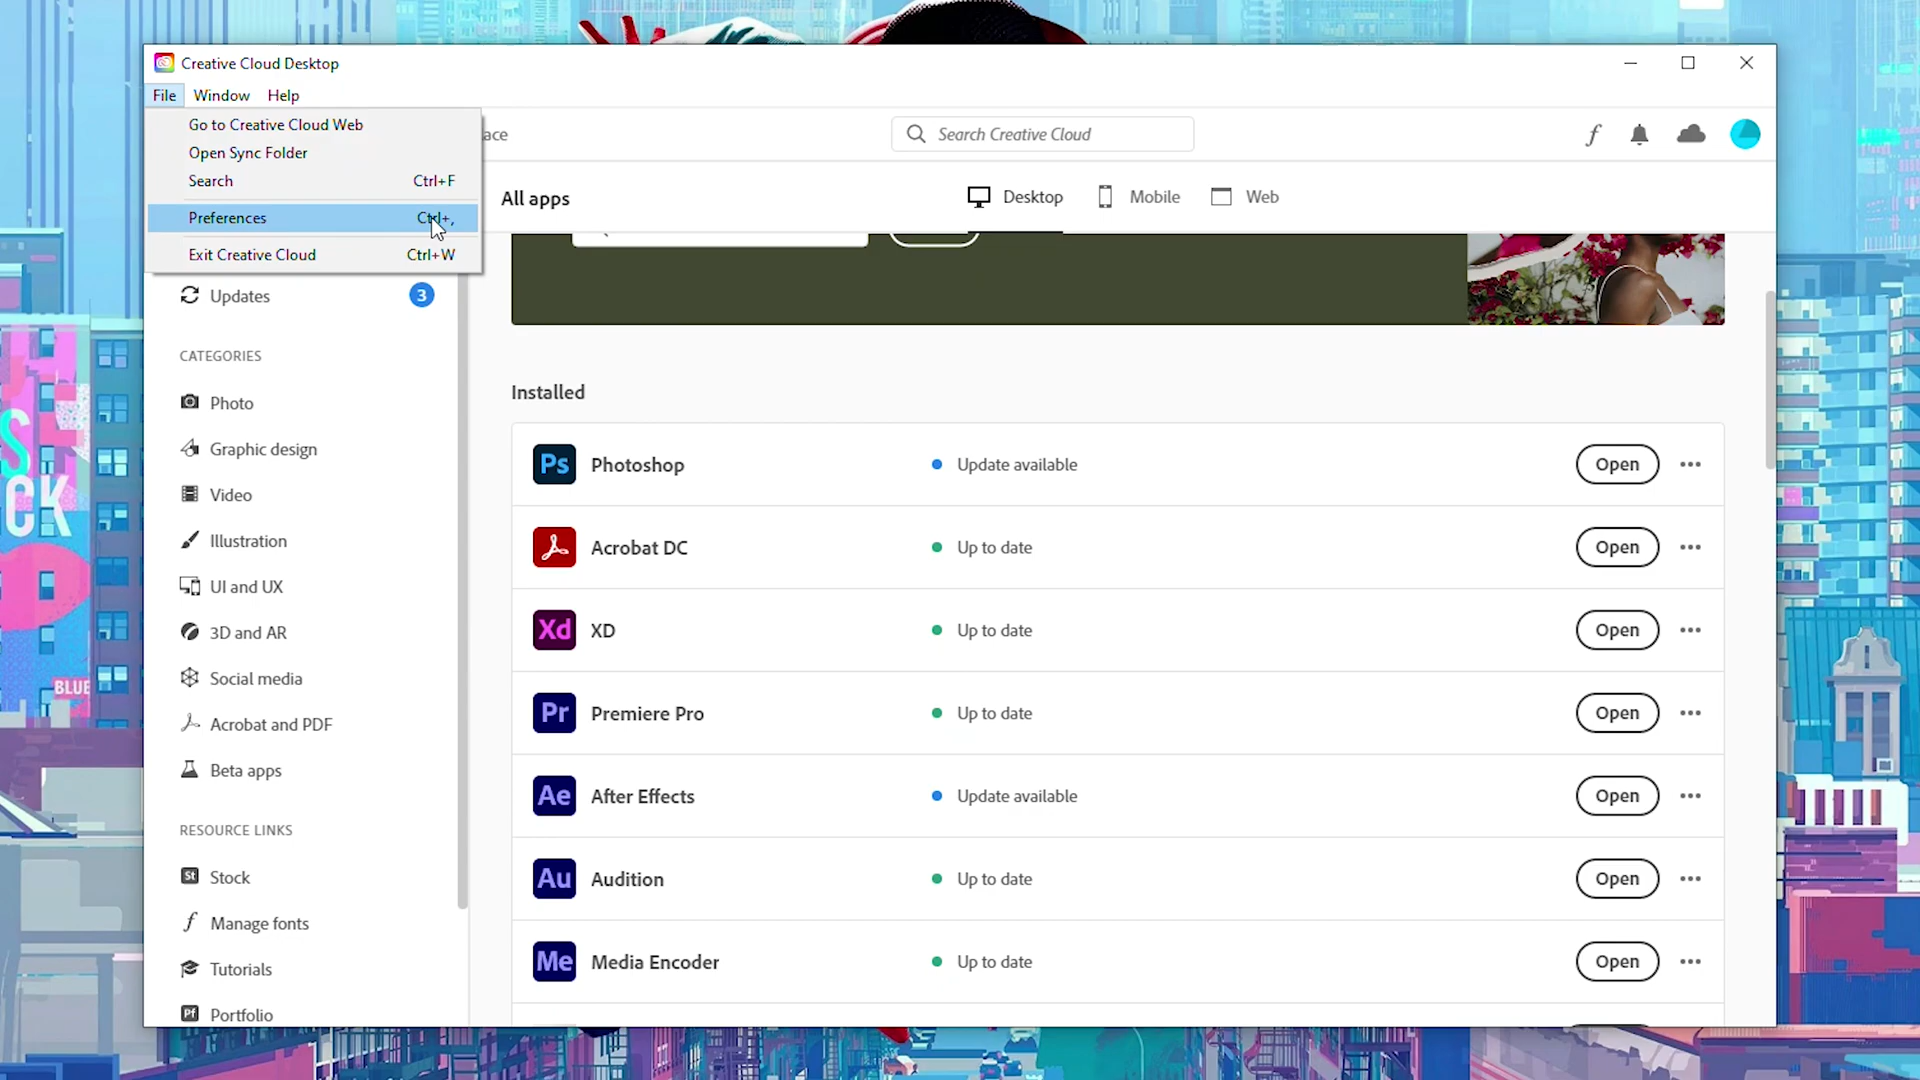 Creative Cloud Desktop
File Window Help
Go to Creative Cloud Web
Open Sync Folder
Search Ctrl+F
Preferences Ctrl+,
Exit Creative Cloud Ctrl+W
ace
Search Creative Cloud
All apps
Desktop Mobile Web
Updates 3
CATEGORIES
Photo
Graphic design
Video
Illustration
UI and UX
3D and AR
Social media
Acrobat and PDF
Beta apps
RESOURCE LINKS
St Stock
Manage fonts
Tutorials
Pf Portfolio
Installed
Ps Photoshop Update available Open
Acrobat DC Up to date Open
Xd XD Up to date Open
Pr Premiere Pro Up to date Open
Ae After Effects Update available Open
Au Audition Up to date Open
Me Media Encoder Up to date Open
CK
BLUE